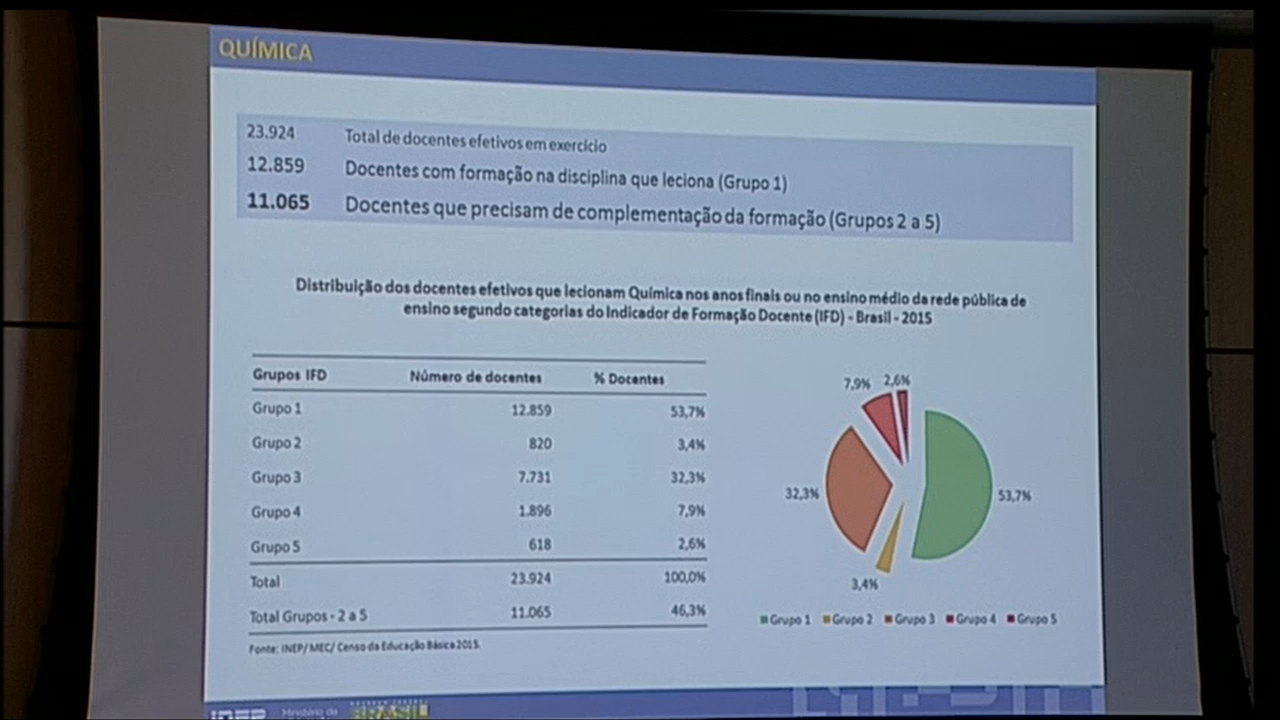 QUÍMICA
23.924 Total de docentes efetivos em exercício
12.859 Docentes com formação na disciplina que leciona (Grupo 1)
11.065 Docentes que precisam de complementação da formação (Grupos 2 a 5)
Distribuição dos docentes efetivos que lecionam Química nos anos finais ou no ensino médio da rede pública de
ensino segundo categorias do Indicador de Formação Docente (IFD) - Brasil - 2015
Grupos IFD Número de docentes % Docentes
Grupo 1 12.859 53,7%
Grupo 2 820 3,4%
Grupo 3 7.731 32,3%
Grupo 4 1.896 7,9%
Grupo 5 618 2,6%
Total 23.924 100,0%
Total Grupos - 2 a 5 11.065 46,3%
Fonte: INEP/ MEC/ Censo da Educação Básica 2015.
7,9% 2,6%
32,3% 53,7%
3,4%
Grupo 1 Grupo 2 Grupo 3 Grupo 4 Grupo 5
INEP Ministério da BRASIL